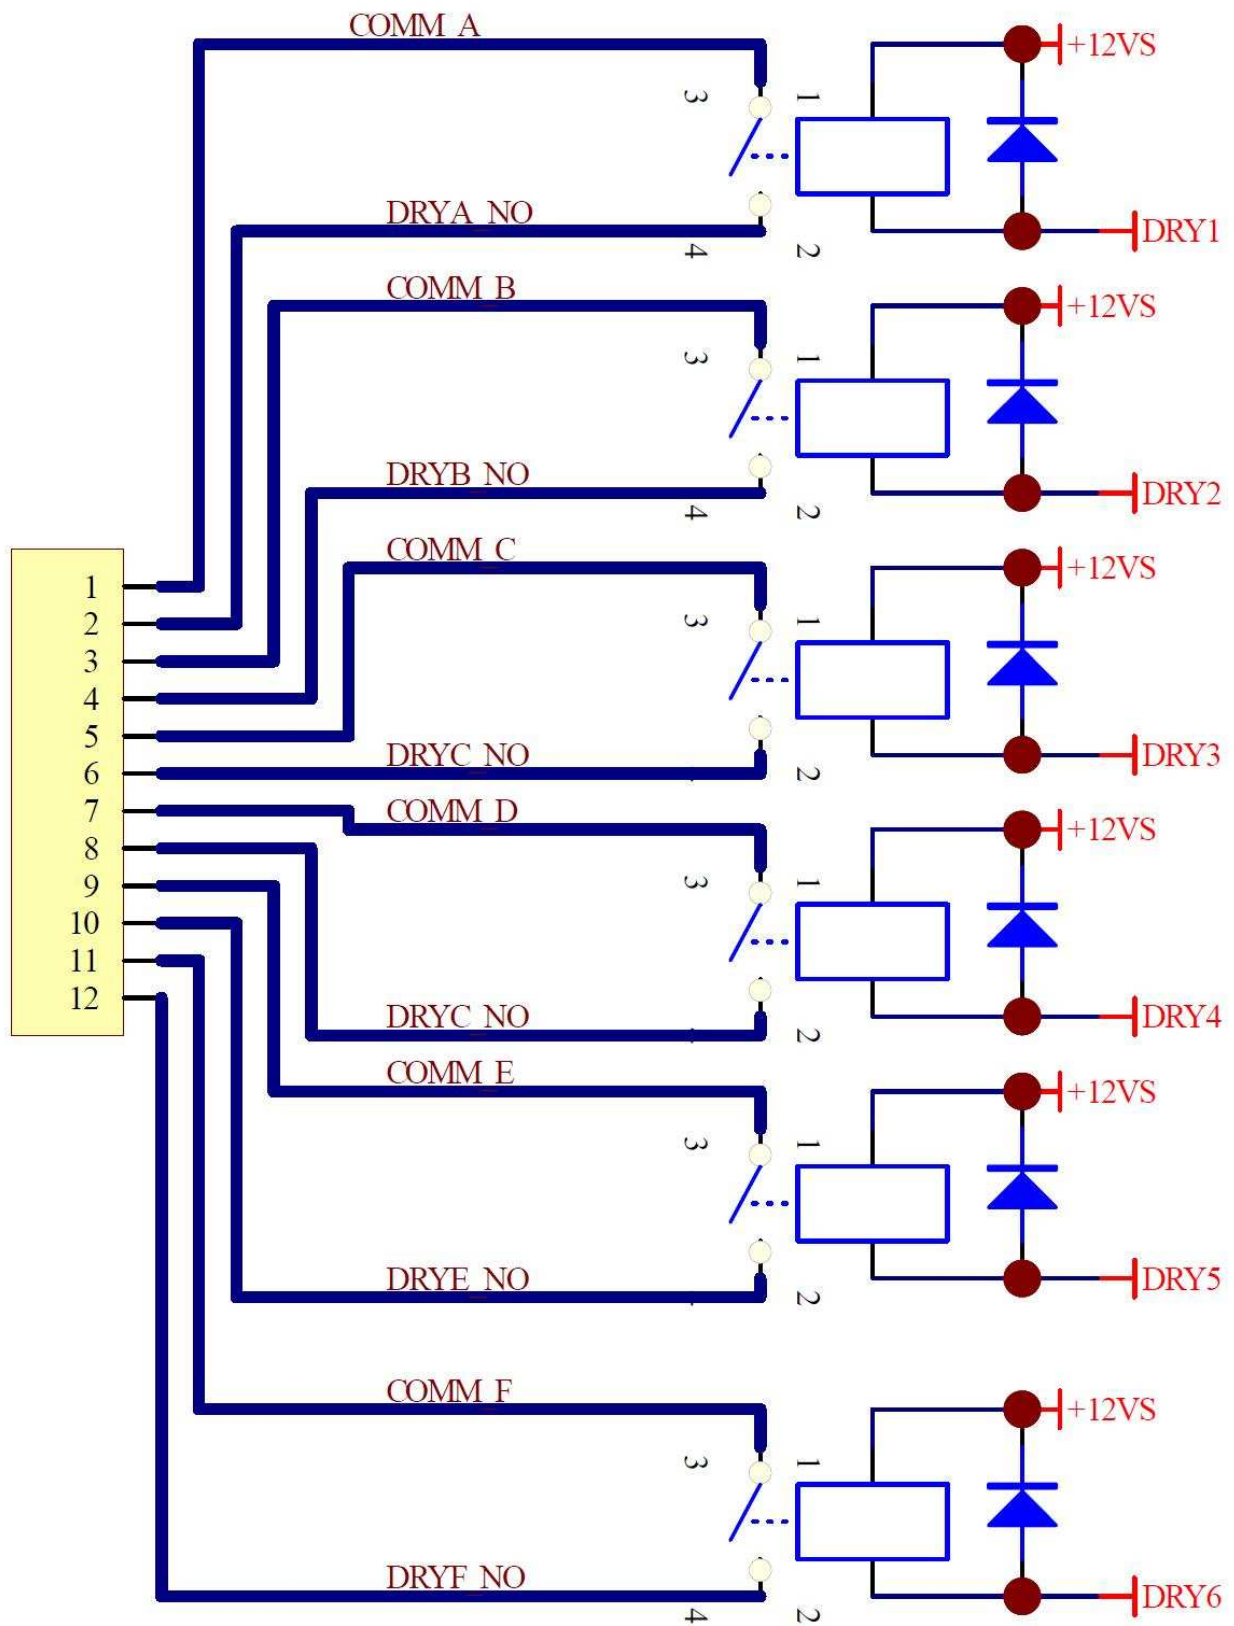 COMM_A
+12VS
3
1
DRYA_NO
DRY1
4
2
COMM_B
+12VS
3
1
DRYB_NO
DRY2
4
2
COMM_C
+12VS
3
1
DRYC_NO
DRY3
2
COMM_D
+12VS
3
1
DRYC_NO
DRY4
2
COMM_E
+12VS
3
1
DRYE_NO
DRY5
2
COMM_F
+12VS
3
1
DRYF_NO
DRY6
4
2
1
2
3
4
5
6
7
8
9
10
11
12